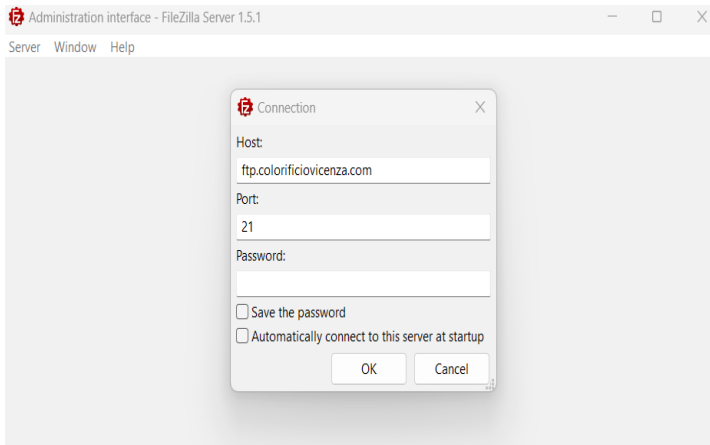 Administration interface - FileZilla Server 1.5.1
Server Window Help
Connection
Host:
ftp.colorificiovicenza.com
Port:
21
Password:
Save the password
Automatically connect to this server at startup
OK Cancel